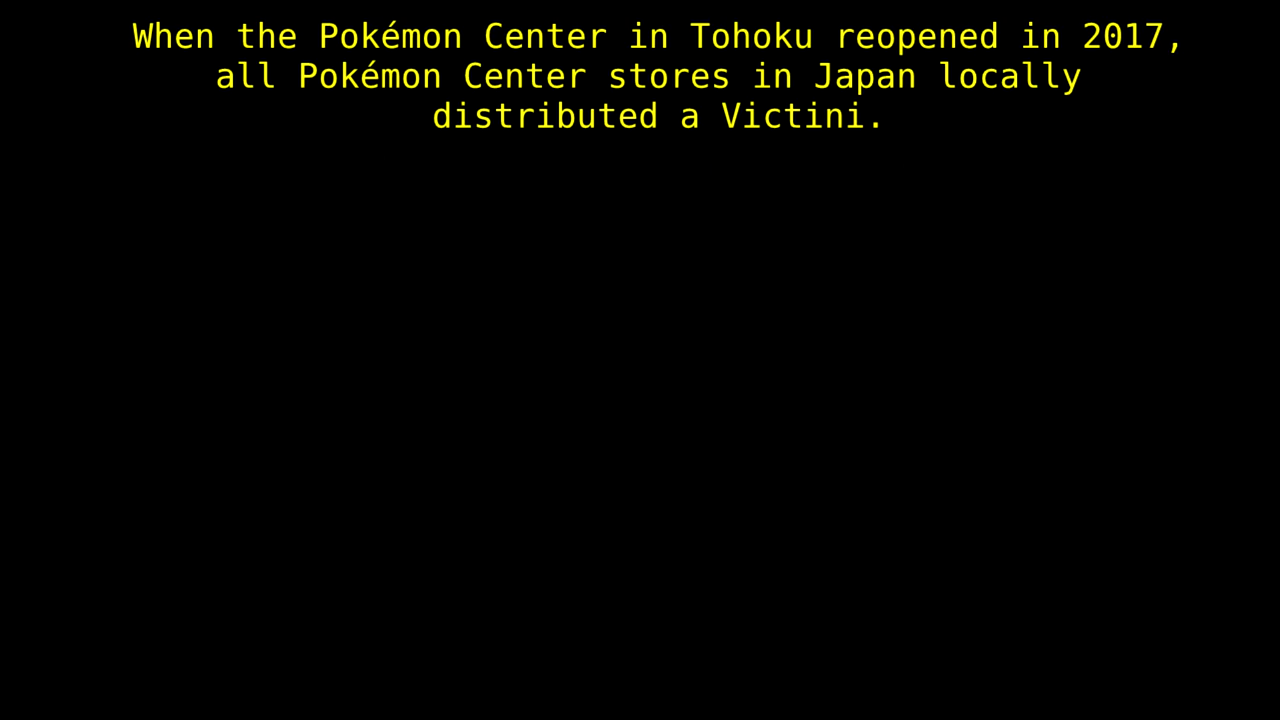 When the Pokémon Center in Tohoku reopened in 2017,
all Pokémon Center stores in Japan locally
distributed a Victini.